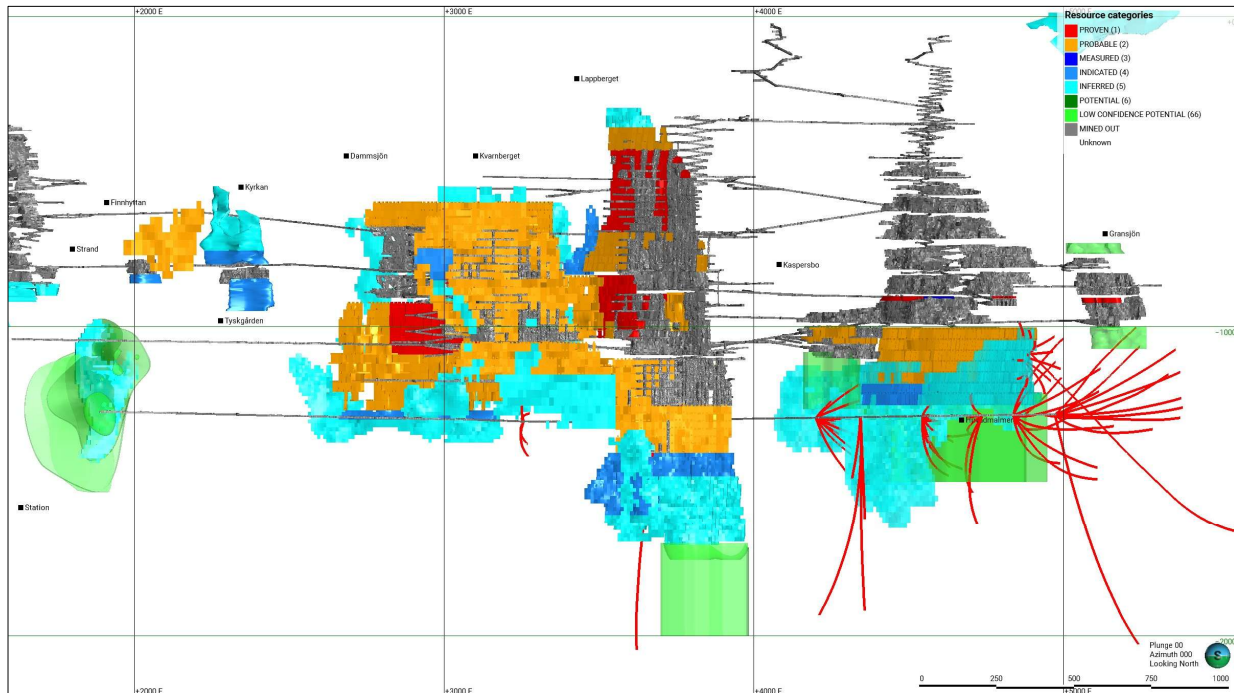 +2000 E
+3000 E
+4000 E
Resource categories
PROVEN (1)
PROBABLE (2)
MEASURED (3)
INDICATED (4)
INFERRED (5)
POTENTIAL (6)
LOW CONFIDENCE POTENTIAL (66)
MINED OUT
Unknown
Lappberget
Dammsjön
Kvarnberget
Kyrkan
Finnhyttan
Gransjön
Strand
Kaspersbo
Tyskgården
-1000
Station
-2000
Plunge 00
Azimuth 000
Looking North
S
0
250
500
750
1000
+2000 E
+3000 E
+4000 E
+5000 E